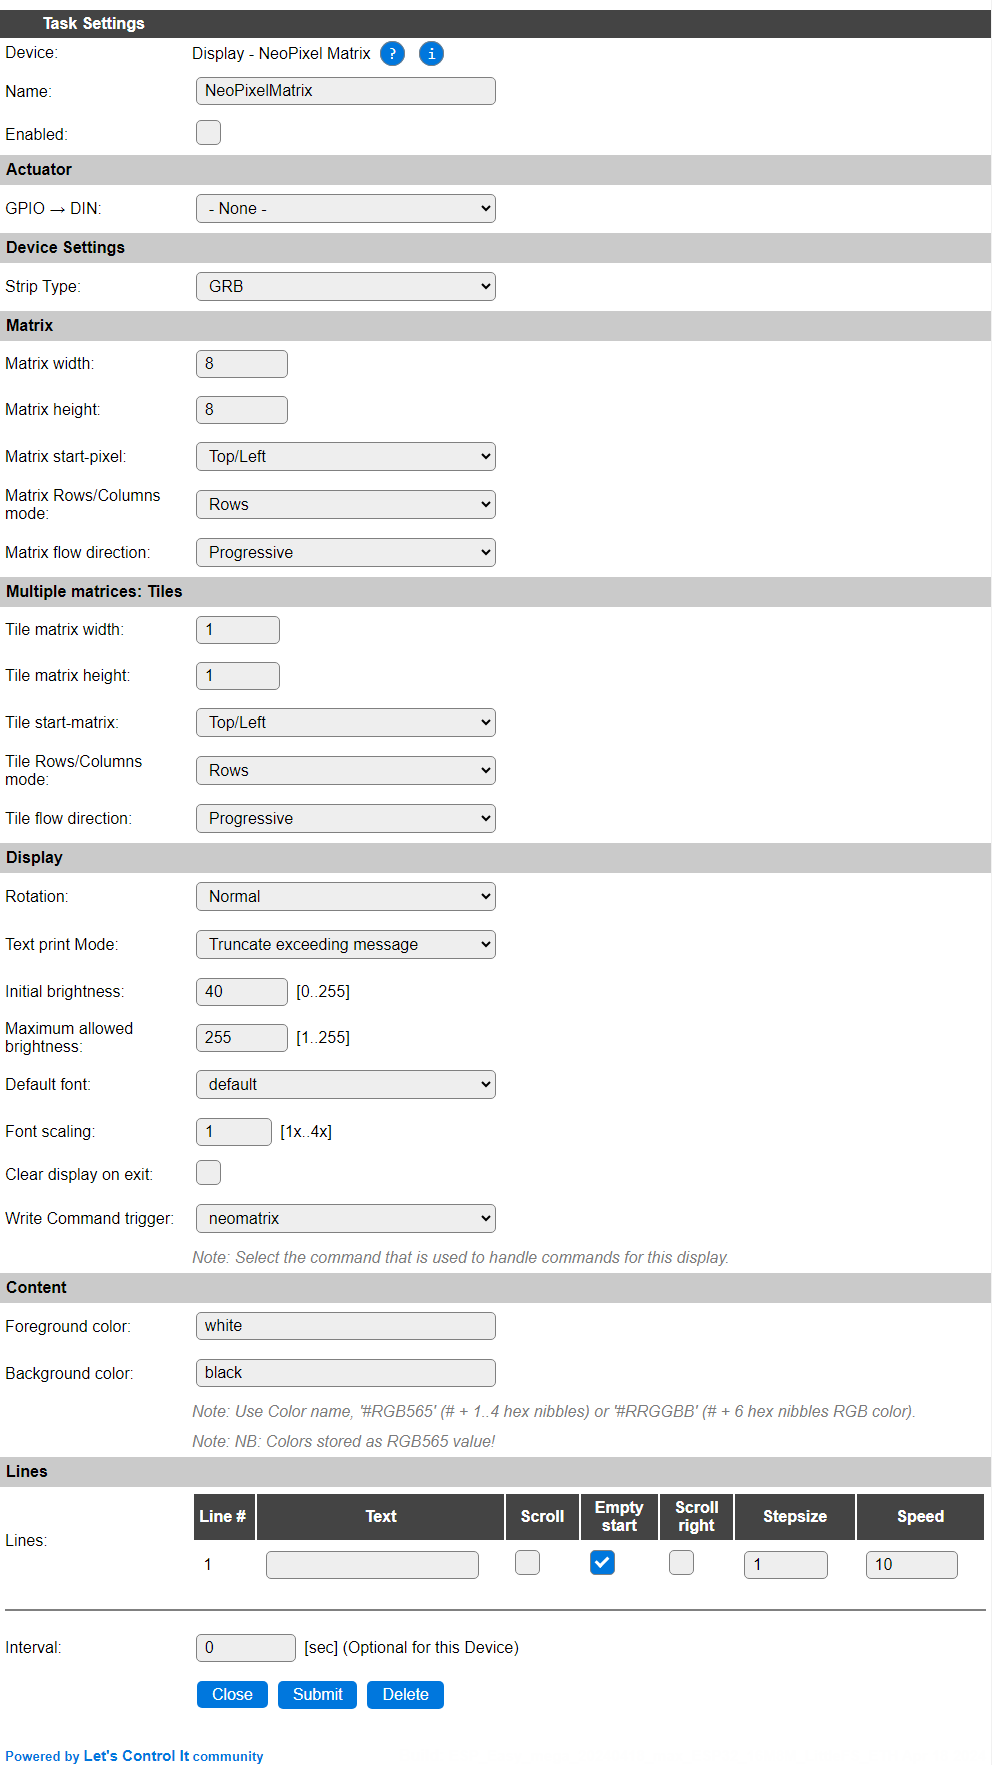 Task Settings
Device: Display - NeoPixel Matrix ? i
Name: NeoPixelMatrix
Enabled:
Actuator
GPIO → DIN: - None -
Device Settings
Strip Type: GRB
Matrix
Matrix width: 8
Matrix height: 8
Matrix start-pixel: Top/Left
Matrix Rows/Columns
mode: Rows
Matrix flow direction: Progressive
Multiple matrices: Tiles
Tile matrix width: 1
Tile matrix height: 1
Tile start-matrix: Top/Left
Tile Rows/Columns
mode: Rows
Tile flow direction: Progressive
Display
Rotation: Normal
Text print Mode: Truncate exceeding message
Initial brightness: 40 [0..255]
Maximum allowed
brightness: 255 [1..255]
Default font: default
Font scaling: 1 [1x..4x]
Clear display on exit:
Write Command trigger: neomatrix
Note: Select the command that is used to handle commands for this display.
Content
Foreground color: white
Background color: black
Note: Use Color name, '#RGB565' (# + 1..4 hex nibbles) or '#RRGGBB' (# + 6 hex nibbles RGB color).
Note: NB: Colors stored as RGB565 value!
Lines
Lines:
Line # Text Scroll Empty start Scroll right Stepsize Speed
1 1 10
Interval: 0 [sec] (Optional for this Device)
Close Submit Delete
Powered by Let's Control It community